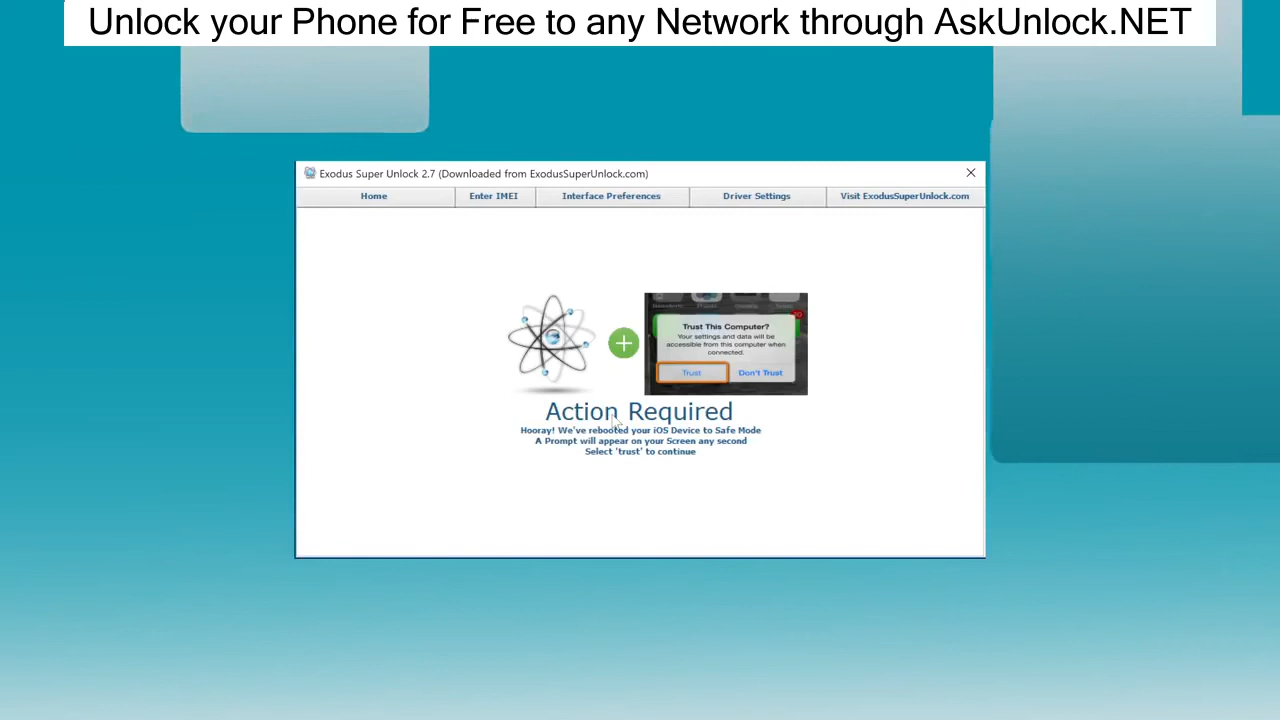 Unlock your Phone for Free to any Network through AskUnlock.NET
Exodus Super Unlock 2.7 (Downloaded from ExodusSuperUnlock.com)
Home
Enter IMEI
Interface Preferences
Driver Settings
Visit ExodusSuperUnlock.com
Trust This Computer?
Your settings and data will be
accessible from this computer when
connected.
Trust
Don't Trust
Action Required
Hooray! We've rebooted your iOS Device to Safe Mode
A Prompt will appear on your Screen any second
Select 'trust' to continue